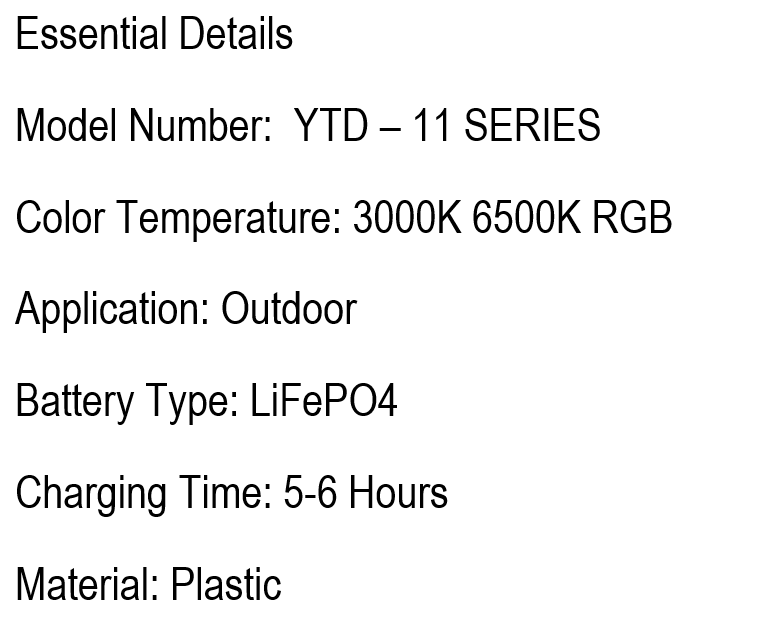 Essential Details
Model Number:  YTD – 11 SERIES
Color Temperature: 3000K 6500K RGB
Application: Outdoor
Battery Type: LiFePO4
Charging Time: 5-6 Hours
Material: Plastic